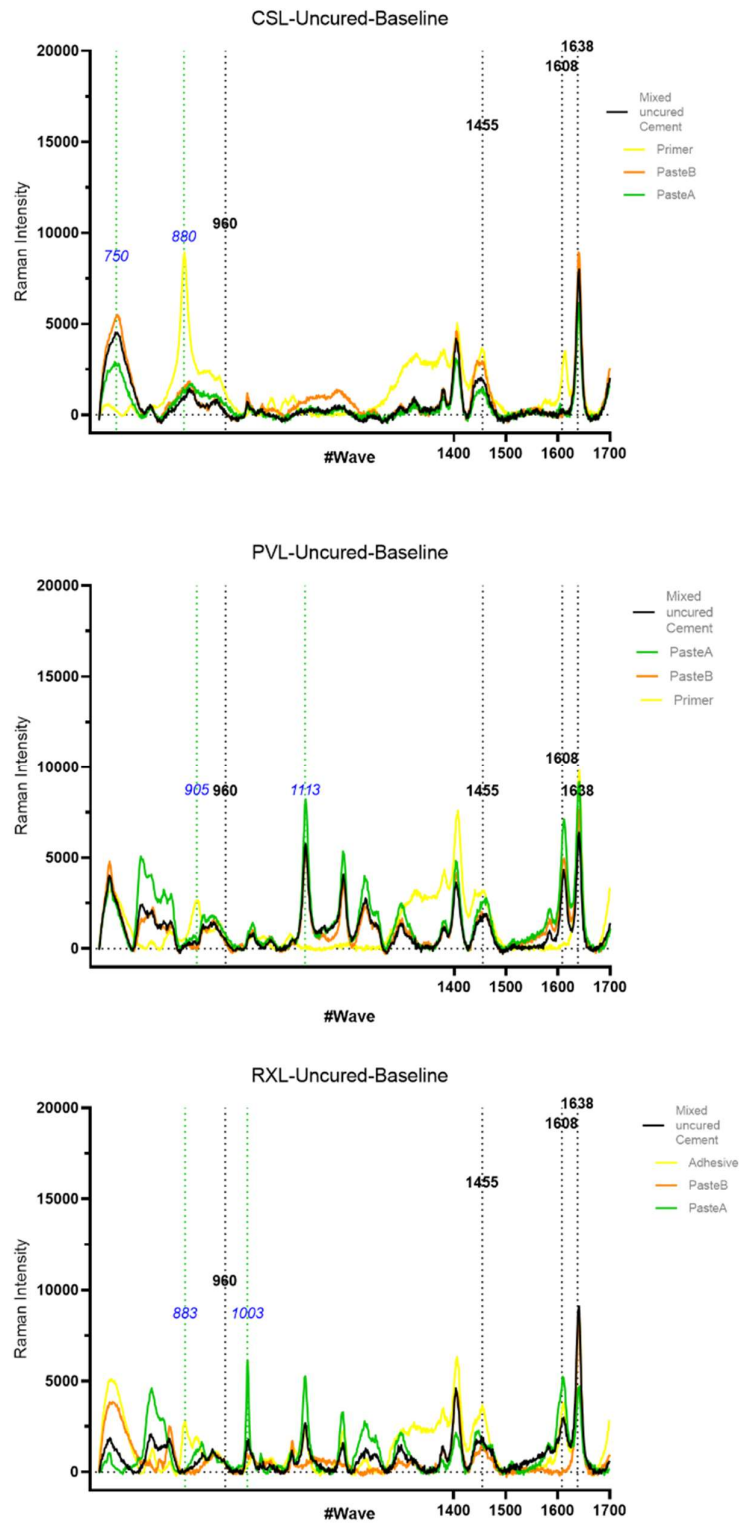 CSL-Uncured-Baseline
20000
1638
1608
Mixed
uncured
Cement
15000
1455
Primer
PasteB
PasteA
Raman Intensity
10000
960
880
750
5000
0
#Wave
1400
1500
1600
1700
PVL-Uncured-Baseline
20000
Mixed
uncured
Cement
15000
PasteA
PasteB
Primer
Raman Intensity
10000
1608
905
960
1113
1455
1638
5000
0
1400
1500
1600
1700
#Wave
RXL-Uncured-Baseline
20000
1638
1608
Mixed
uncured
Cement
15000
1455
Adhesive
PasteB
PasteA
Raman Intensity
10000
960
883
1003
5000
0
#Wave
1400
1500
1600
1700